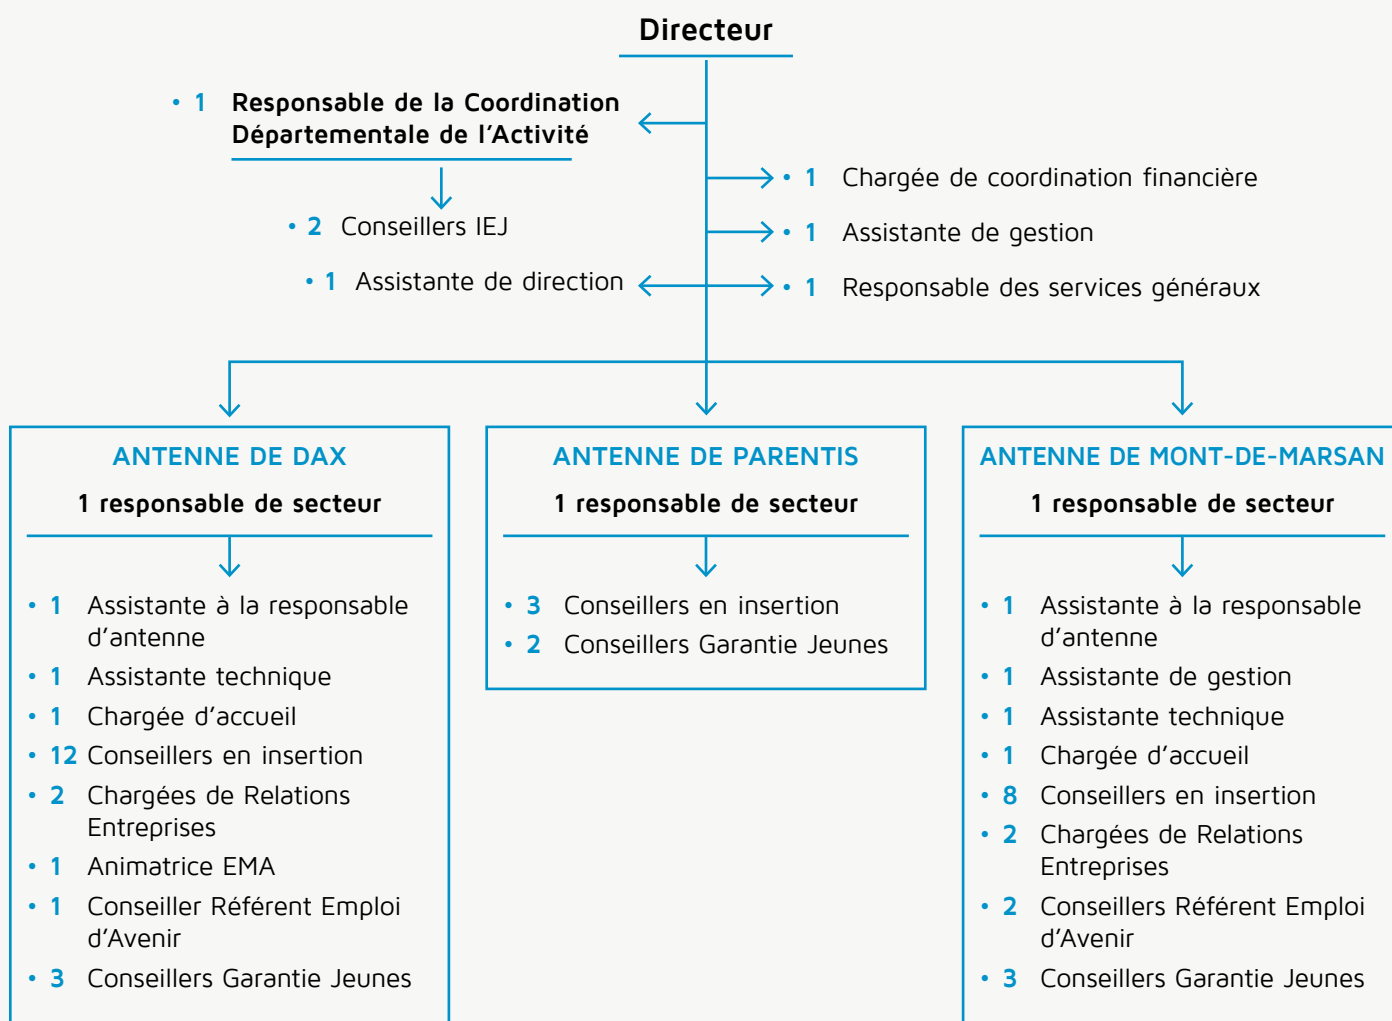 Directeur
• 1 Responsable de la Coordination
Départementale de l’Activité
• 2 Conseillers IEJ
• 1 Assistante de direction
• 1 Chargée de coordination financière
• 1 Assistante de gestion
• 1 Responsable des services généraux
ANTENNE DE DAX
1 responsable de secteur
• 1 Assistante à la responsable
d’antenne
• 1 Assistante technique
• 1 Chargée d’accueil
• 12 Conseillers en insertion
• 2 Chargées de Relations
Entreprises
• 1 Animatrice EMA
• 1 Conseiller Référent Emploi
d’Avenir
• 3 Conseillers Garantie Jeunes
ANTENNE DE PARENTIS
1 responsable de secteur
• 3 Conseillers en insertion
• 2 Conseillers Garantie Jeunes
ANTENNE DE MONT-DE-MARSAN
1 responsable de secteur
• 1 Assistante à la responsable
d’antenne
• 1 Assistante de gestion
• 1 Assistante technique
• 1 Chargée d’accueil
• 8 Conseillers en insertion
• 2 Chargées de Relations
Entreprises
• 2 Conseillers Référent Emploi
d’Avenir
• 3 Conseillers Garantie Jeunes